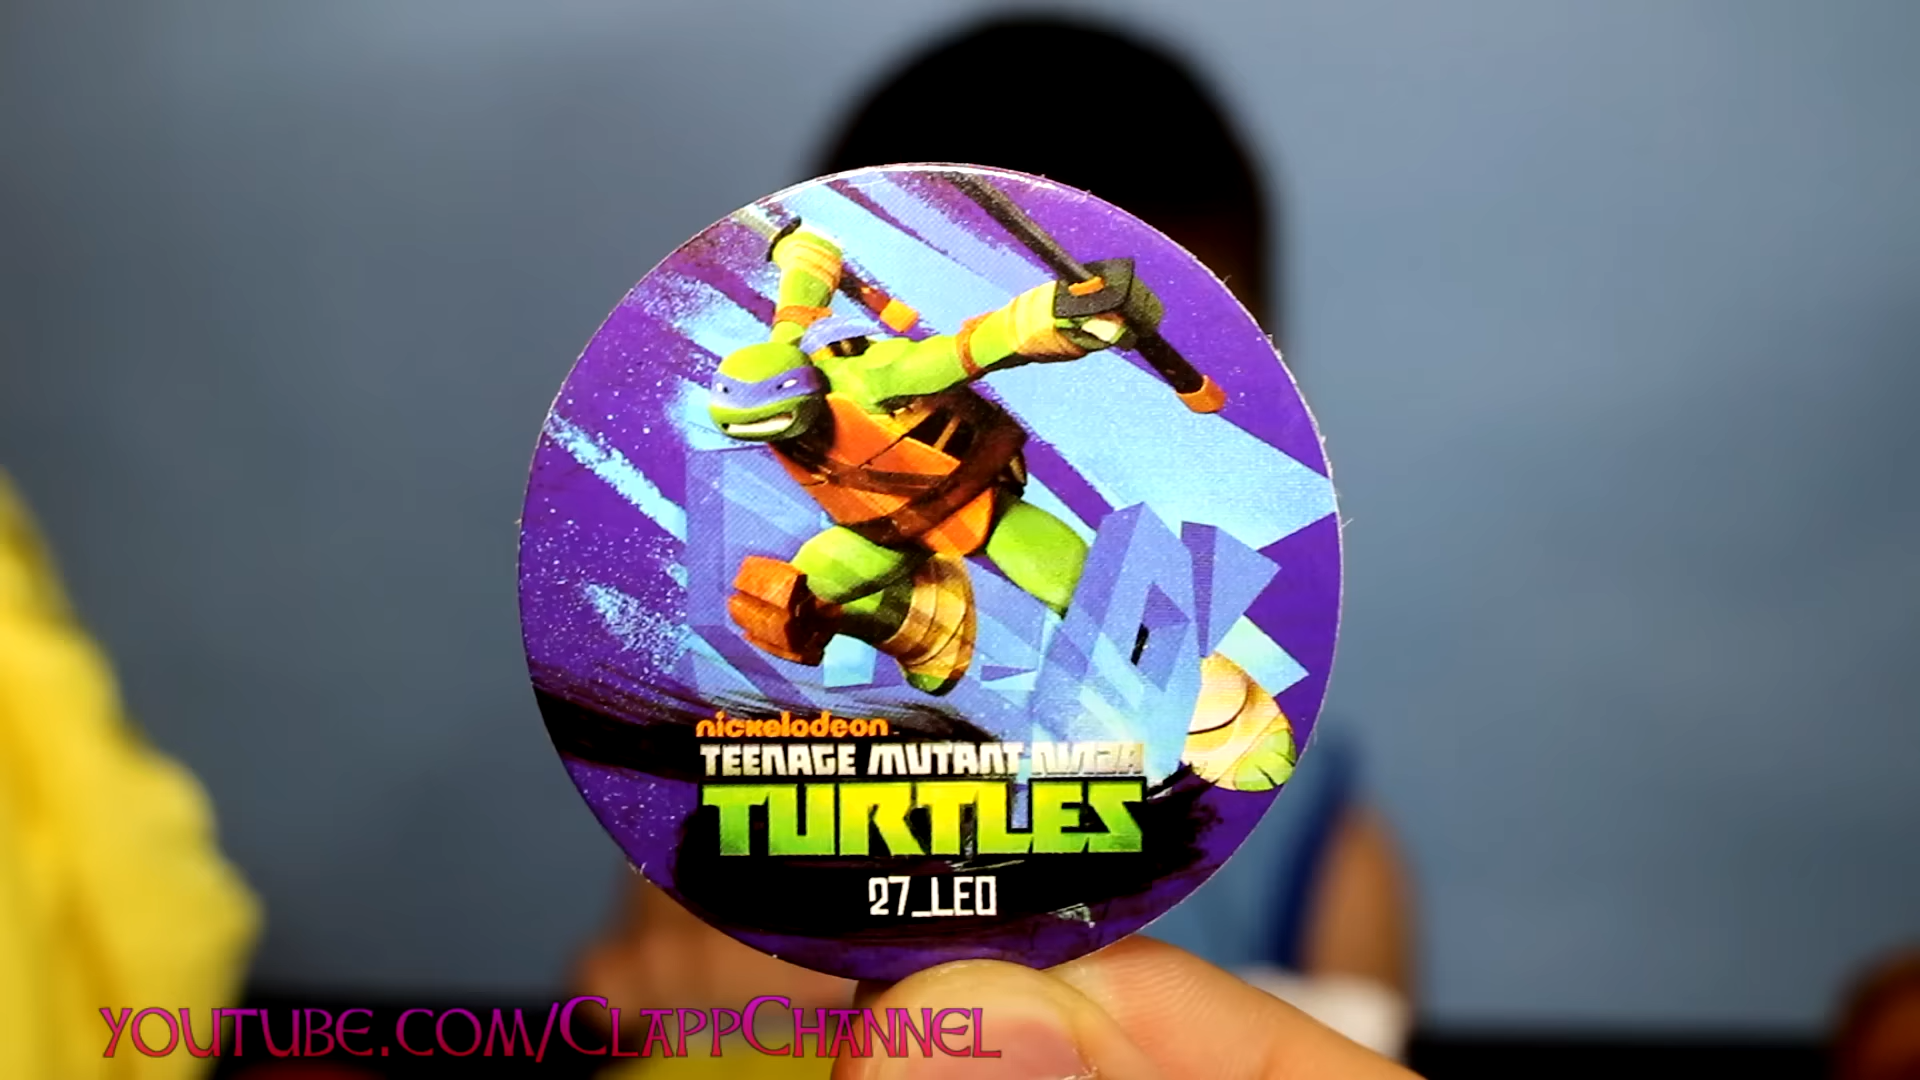 nickelodeon
TEENAGE MUTANT NINJA
TURTLES
27_LEO
YOUTUBE.COM/CLAPPCHANNEL